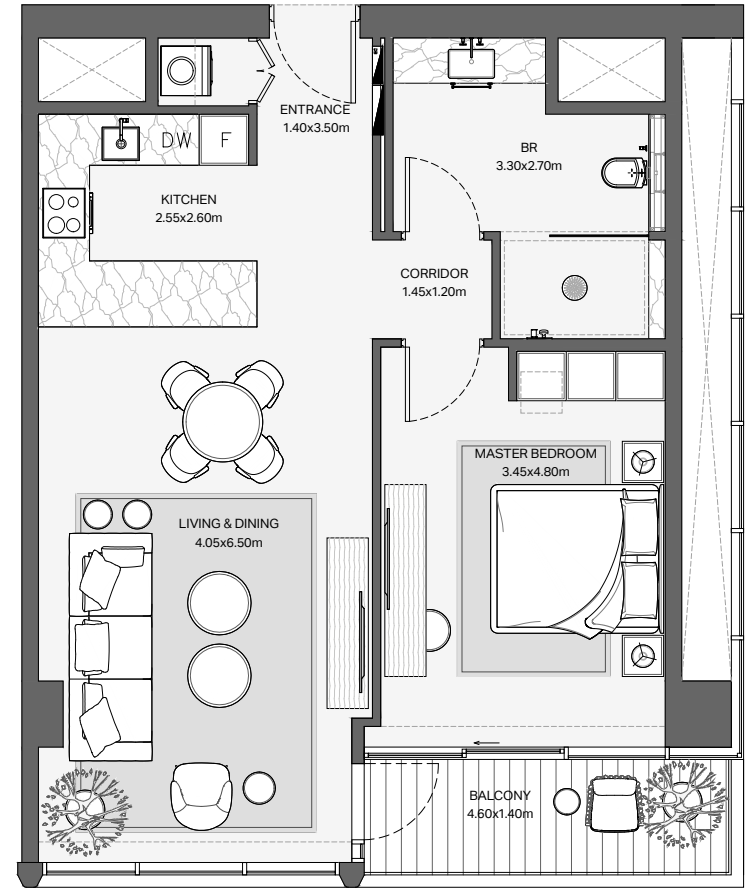 ENTRANCE
1.40x3.50m
DW
F
BR
3.30x2.70m
KITCHEN
2.55x2.60m
CORRIDOR
1.45x1.20m
MASTER BEDROOM
3.45x4.80m
LIVING & DINING
4.05x6.50m
BALCONY
4.60x1.40m